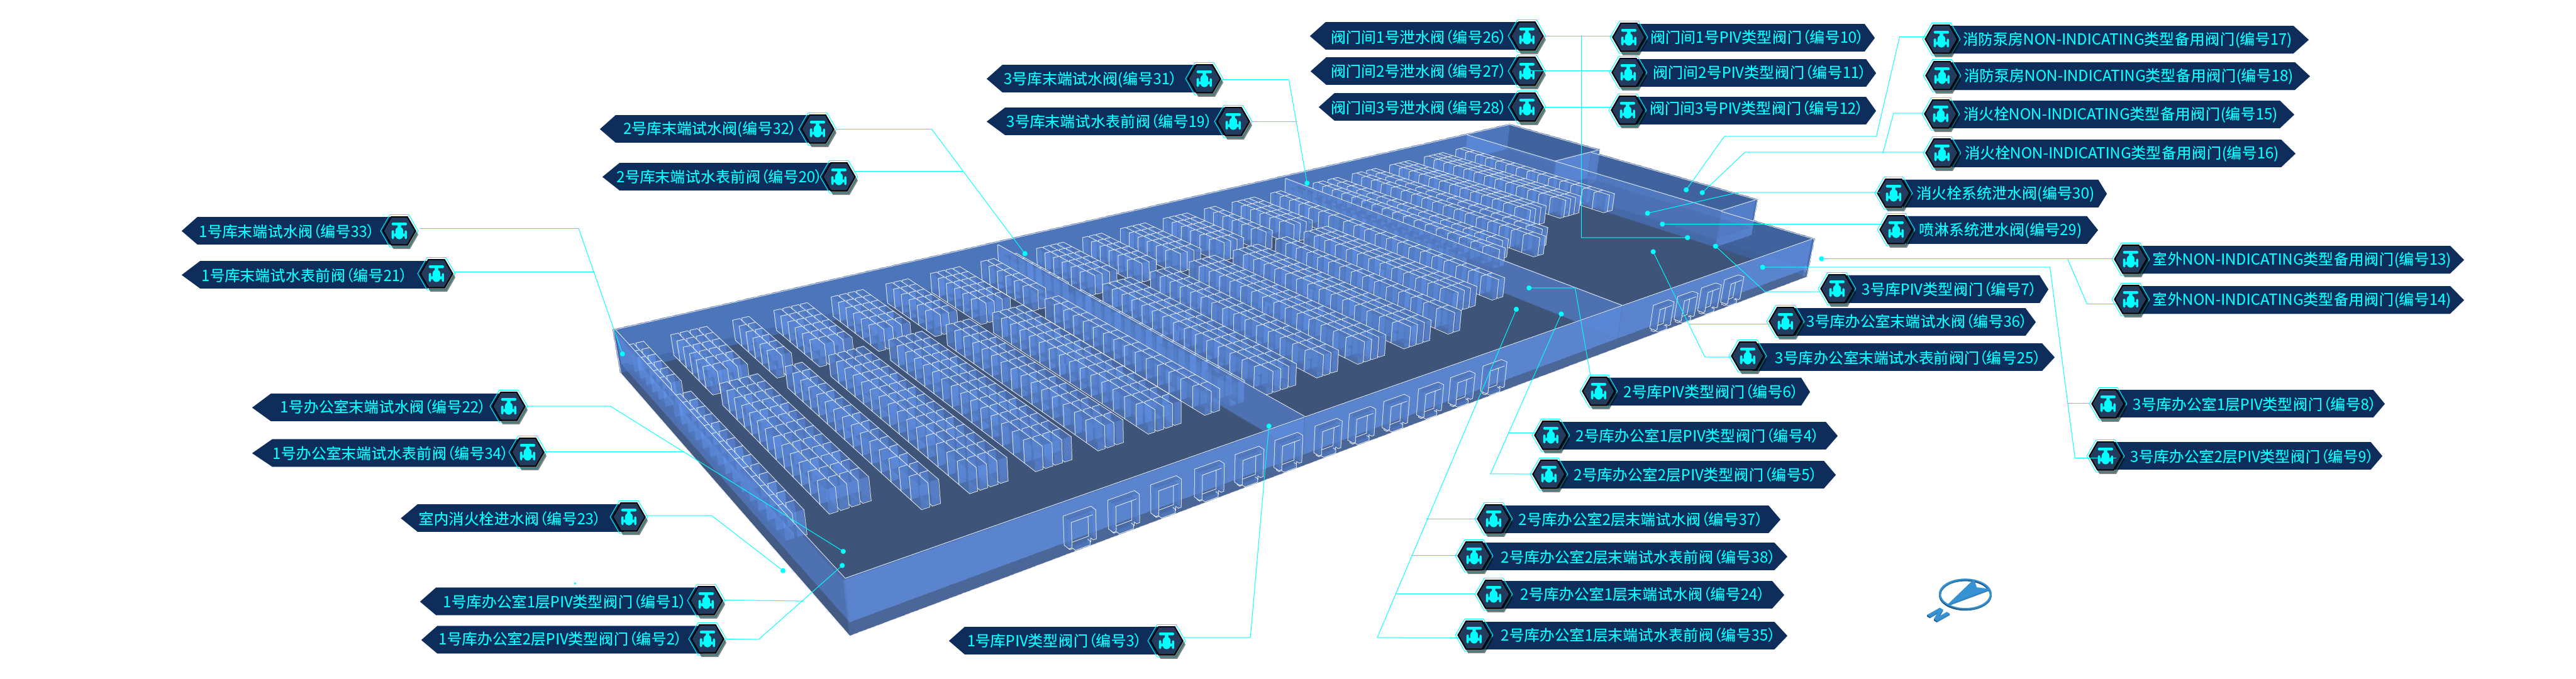 阀门间1号泄水阀(编号26)
阀门间1号PIV类型阀门(编号10)
消防泵房NON-INDICATING类型备用阀门(编号17)
3号库末端试水阀(编号31)
阀门间2号泄水阀(编号27)
阀门间2号PIV类型阀门(编号11)
消防泵房NON-INDICATING类型备用阀门(编号18)
阀门间3号泄水阀(编号28)
阀门间3号PIV类型阀门(编号12)
消火栓NON-INDICATING类型备用阀门(编号15)
2号库末端试水阀(编号32)
3号库末端试水表前阀(编号19)
消火栓NON-INDICATING类型备用阀门(编号16)
2号库末端试水表前阀(编号20)
消火栓系统泄水阀(编号30)
1号库末端试水阀(编号33)
喷淋系统泄水阀(编号29)
室外NON-INDICATING类型备用阀门(编号13)
1号库末端试水表前阀(编号21)
3号库PIV类型阀门(编号7)
室外NON-INDICATING类型备用阀门(编号14)
3号库办公室末端试水阀(编号36)
3号库办公室末端试水表前阀门(编号25)
2号库PIV类型阀门(编号6)
1号办公室末端试水阀(编号22)
3号库办公室1层PIV类型阀门(编号8)
2号库办公室1层PIV类型阀门(编号4)
1号办公室末端试水表前阀(编号34)
3号库办公室2层PIV类型阀门(编号9)
2号库办公室2层PIV类型阀门(编号5)
室内消火栓进水阀(编号23)
2号库办公室2层末端试水阀(编号37)
2号库办公室2层末端试水表前阀(编号38)
1号库办公室1层PIV类型阀门(编号1)
2号库办公室1层末端试水阀(编号24)
1号库办公室2层PIV类型阀门(编号2)
1号库PIV类型阀门(编号3)
2号库办公室1层末端试水表前阀(编号35)
N